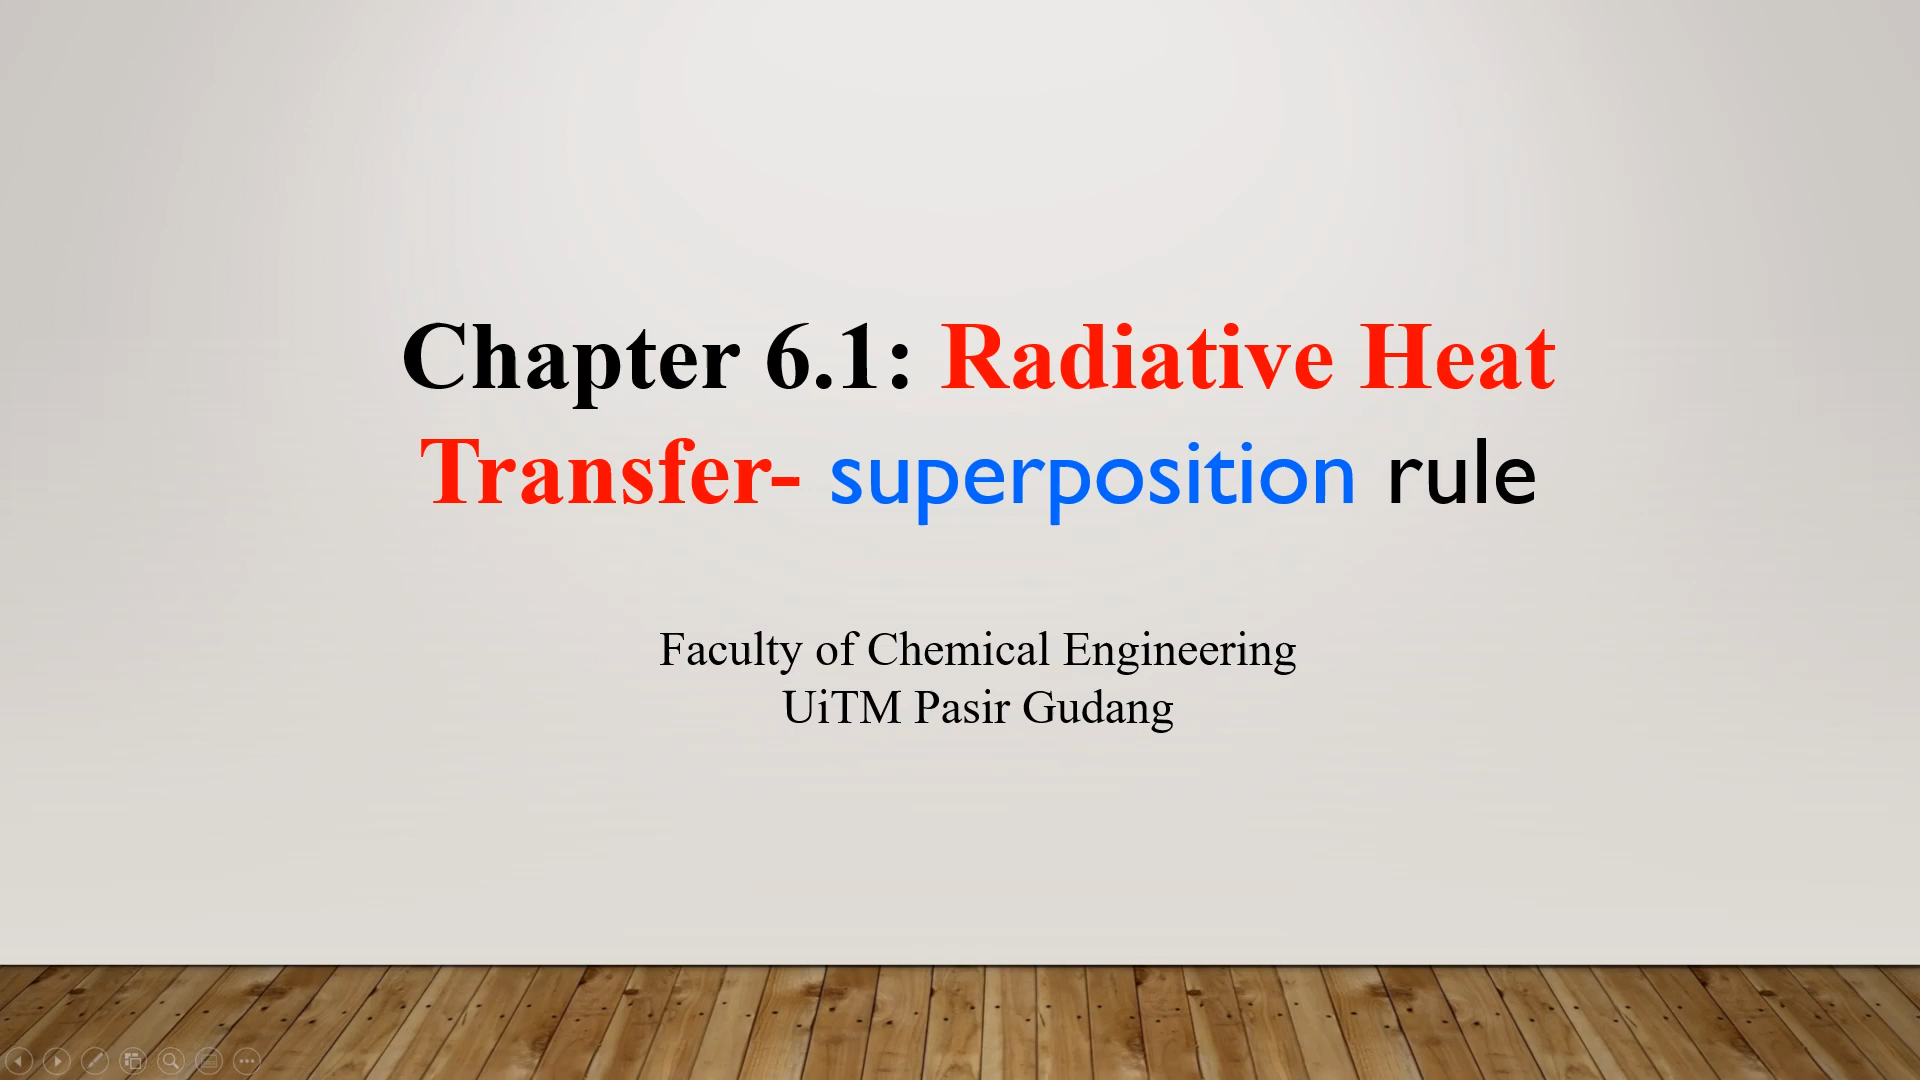 Chapter 6.1: Radiative Heat
Transfer- superposition rule
Faculty of Chemical Engineering
UiTM Pasir Gudang